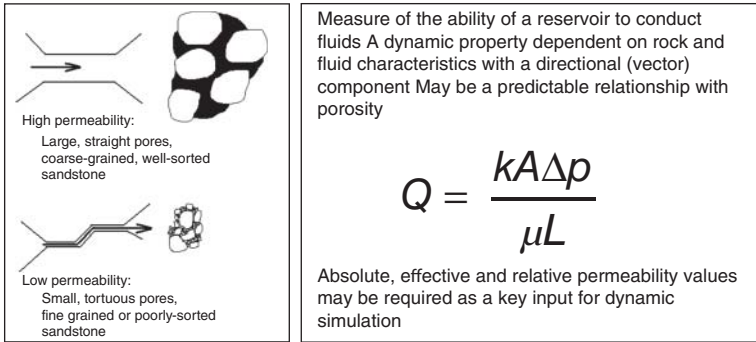 High permeability:
Large, straight pores,
coarse-grained, well-sorted
sandstone
Low permeability:
Small, tortuous pores,
fine grained or poorly-sorted
sandstone
Measure of the ability of a reservoir to conduct
fluids A dynamic property dependent on rock and
fluid characteristics with a directional (vector)
component May be a predictable relationship with
porosity
Q = kAΔp / μL
Absolute, effective and relative permeability values
may be required as a key input for dynamic
simulation